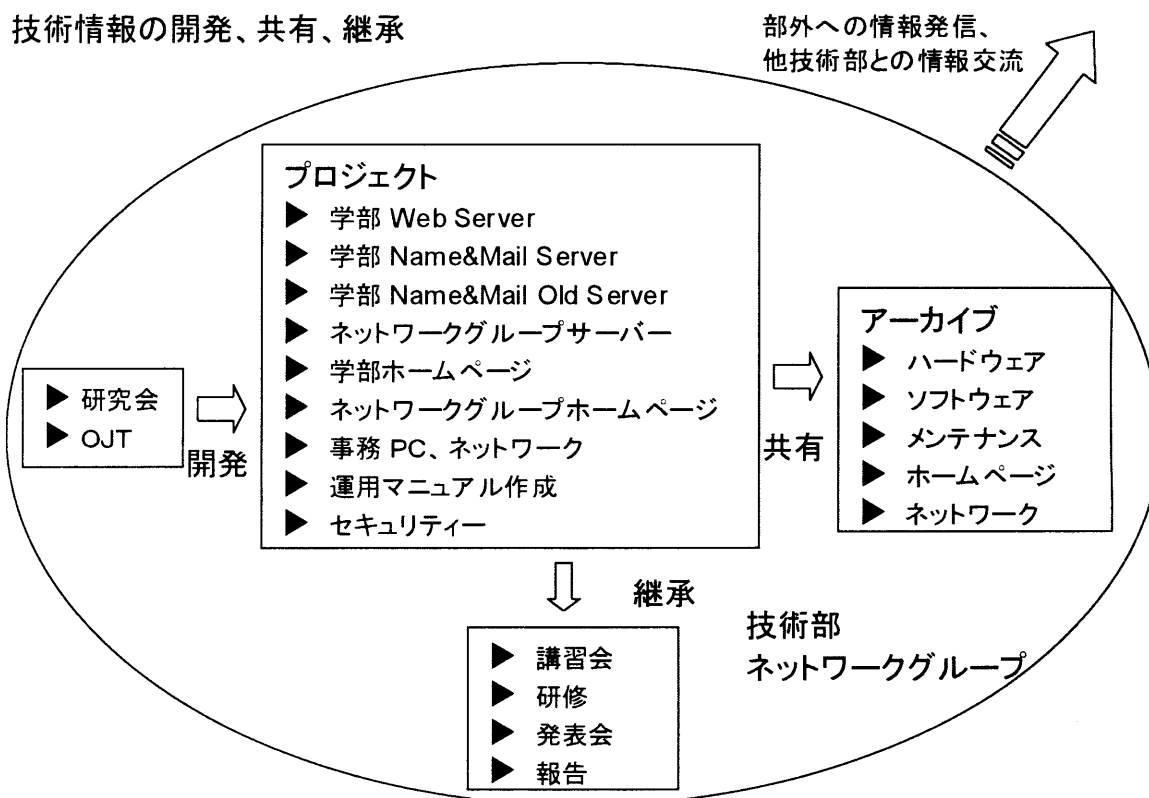 技術情報の開発、共有、継承
部外への情報発信、
他技術部との情報交流
プロジェクト
▶ 学部 Web Server
▶ 学部 Name&Mail Server
▶ 学部 Name&Mail Old Server
▶ ネットワークグループサーバー
▶ 学部ホームページ
▶ ネットワークグループホームページ
▶ 事務 PC、ネットワーク
▶ 運用マニュアル作成
▶ セキュリティー
▶ 研究会
▶ OJT
開発
共有
アーカイブ
▶ ハードウェア
▶ ソフトウェア
▶ メンテナンス
▶ ホームページ
▶ ネットワーク
継承
▶ 講習会
▶ 研修
▶ 発表会
▶ 報告
技術部
ネットワークグループ